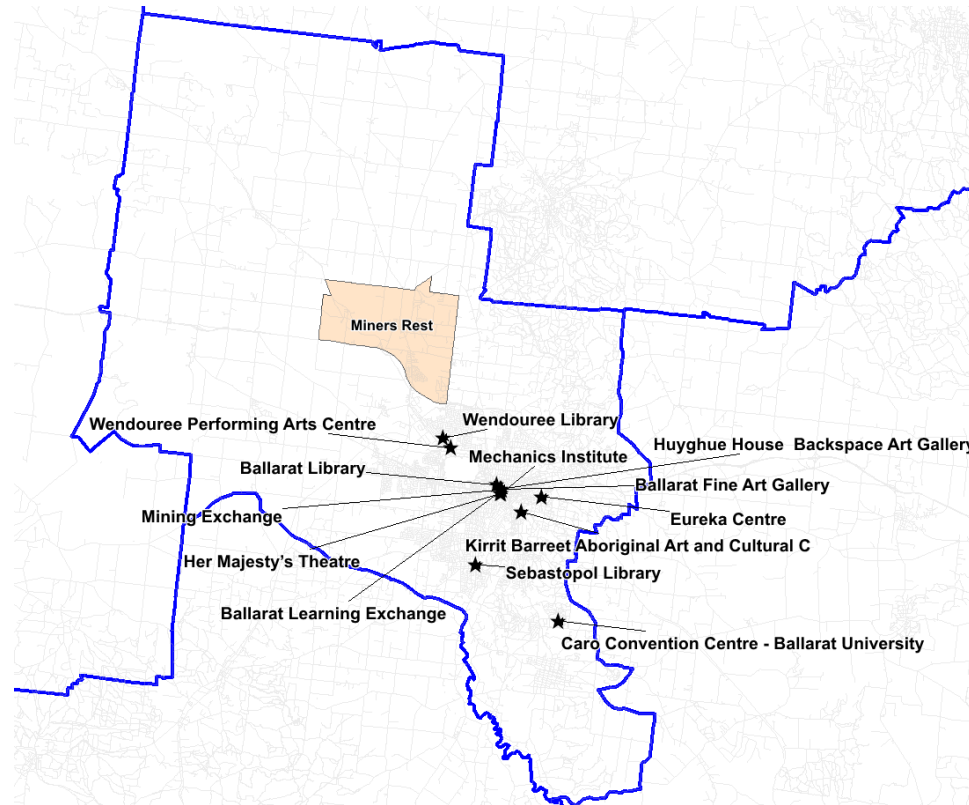 Miners Rest
Wendouree Performing Arts Centre
Wendouree Library
Huyghue House  Backspace Art Gallery
Mechanics Institute
Ballarat Library
Ballarat Fine Art Gallery
Mining Exchange
Eureka Centre
Kirrit Barreet Aboriginal Art and Cultural C
Her Majesty's Theatre
Sebastopol Library
Ballarat Learning Exchange
Caro Convention Centre - Ballarat University